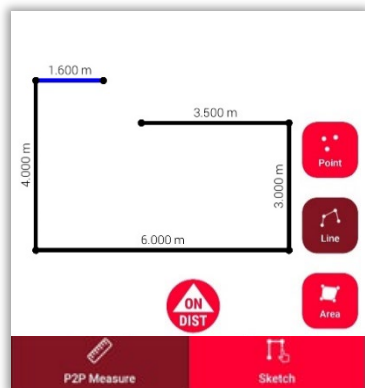 1.600 m
3.500 m
4.000 m
3.000 m
6.000 m
Point
Line
Area
ON
DIST
P2P Measure
Sketch